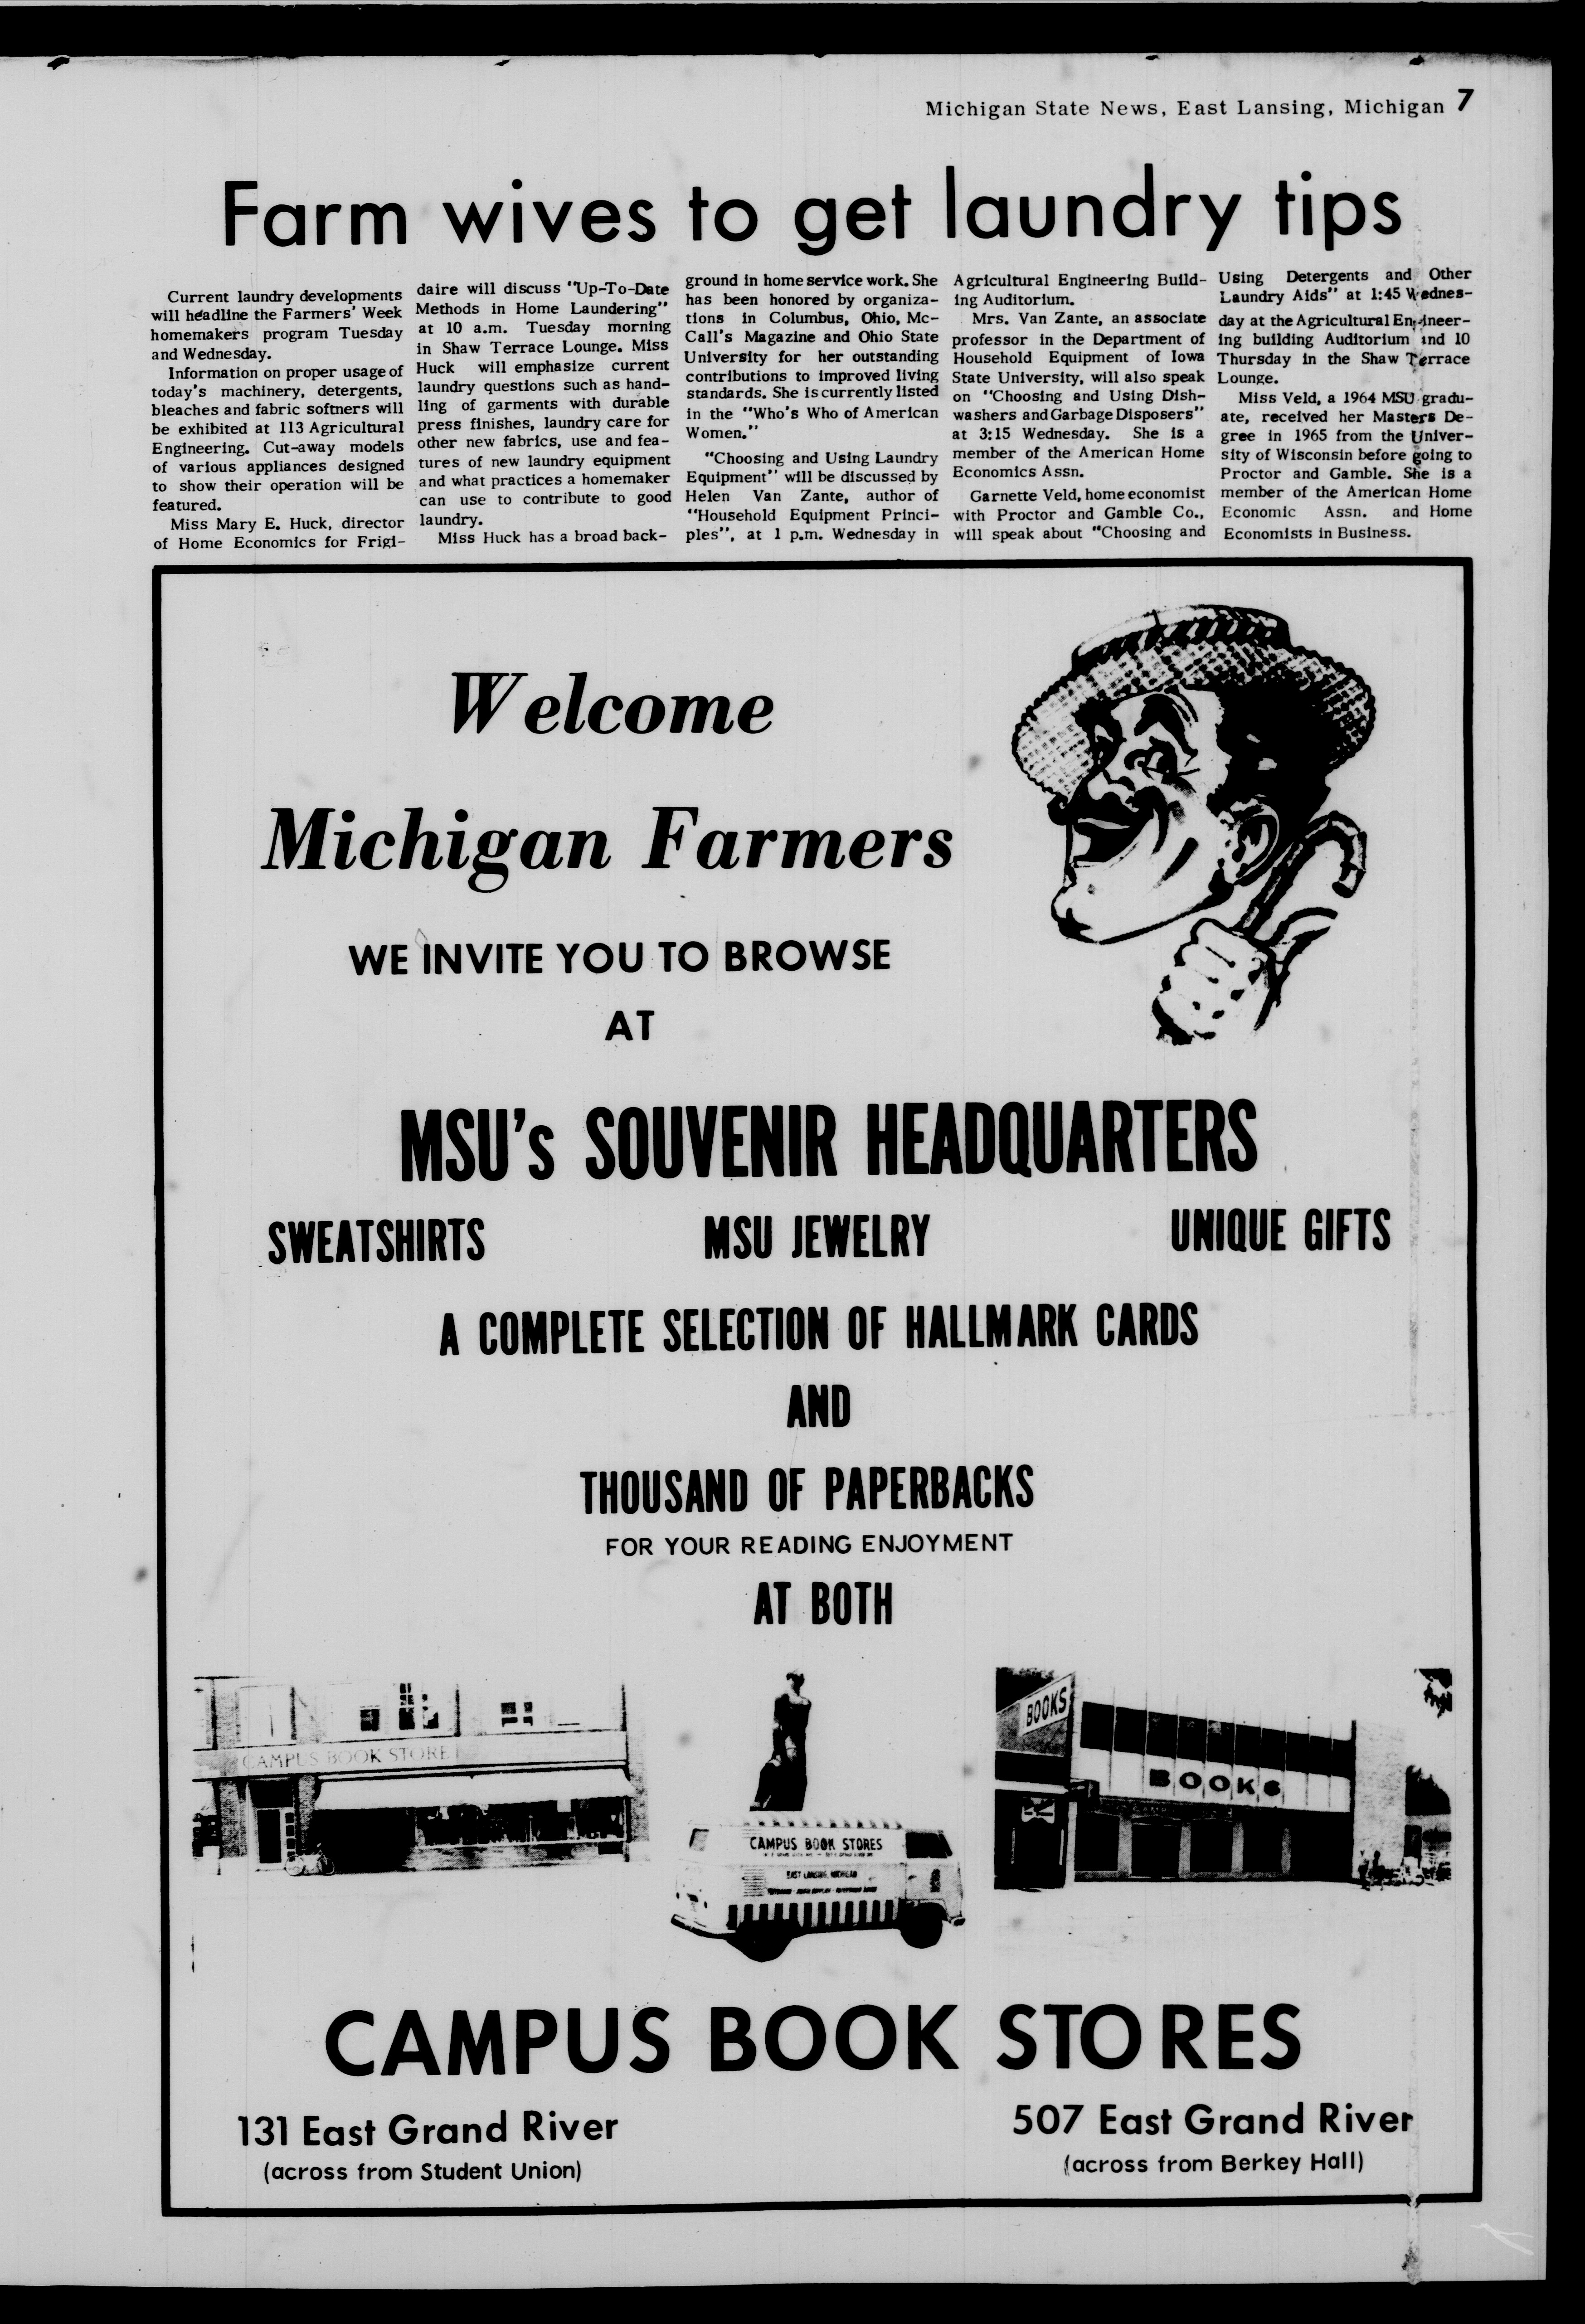 Michigan State News, East Lansing, Michigan 7
Farm wives to get laundry tips
Current laundry developments
will headline the Farmers' Week
homemakers program Tuesday
and Wednesday.
Information on proper usage of
today's machinery, detergents,
bleaches and fabric softners will
be exhibited at 113 Agricultural
Engineering. Cut-away models
of various appliances designed
to show their operation will be
featured.
Miss Mary E. Huck, director
of Home Economics for Frigi-
daire will discuss "Up-To-Date
Methods in Home Laundering"
at 10 a.m. Tuesday morning
in Shaw Terrace Lounge. Miss
Huck will emphasize current
laundry questions such as hand-
ling of garments with durable
press finishes, laundry care for
other new fabrics, use and fea-
tures of new laundry equipment
and what practices a homemaker
can use to contribute to good
laundry.
Miss Huck has a broad back-
ground in home service work. She
has been honored by organiza-
tions in Columbus, Ohio, Mc-
Call's Magazine and Ohio State
University for her outstanding
contributions to improved living
standards. She is currently listed
in the "Who's Who of American
Women."
"Choosing and Using Laundry
Equipment" will be discussed by
Helen Van Zante, author of
"Household Equipment Princi-
ples", at 1 p.m. Wednesday in
Agricultural Engineering Build-
ing Auditorium.
Mrs. Van Zante, an associate
professor in the Department of
Household Equipment of Iowa
State University, will also speak
on "Choosing and Using Dish-
washers and Garbage Disposers"
at 3:15 Wednesday. She is a
member of the American Home
Economics Assn.
Garnette Veld, home economist
with Proctor and Gamble Co.,
will speak about "Choosing and
Using Detergents and Other
Laundry Aids" at 1:45 Wednes-
day at the Agricultural Engineer-
ing building Auditorium and 10
Thursday in the Shaw Terrace
Lounge.
Miss Veld, a 1964 MSU gradu-
ate, received her Masters De-
gree in 1965 from the Univer-
sity of Wisconsin before going to
Proctor and Gamble. She is a
member of the American Home
Economic Assn. and Home
Economists in Business.
Welcome
Michigan Farmers
WE INVITE YOU TO BROWSE
AT
MSU's SOUVENIR HEADQUARTERS
SWEATSHIRTS MSU JEWELRY UNIQUE GIFTS
A COMPLETE SELECTION OF HALLMARK CARDS
AND
THOUSAND OF PAPERBACKS
FOR YOUR READING ENJOYMENT
AT BOTH
CAMPUS BOOK STORE
BOOKS
BOOKS
CAMPUS BOOK STORES
EAST LANSING, MICHIGAN
CAMPUS BOOK STORES
131 East Grand River
(across from Student Union)
507 East Grand River
(across from Berkey Hall)